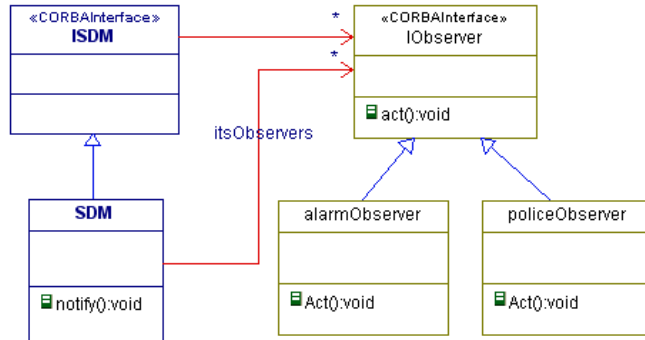 «CORBAInterface»
ISDM
*
«CORBAInterface»
IObserver
*
act():void
itsObservers
SDM
notify():void
alarmObserver
Act():void
policeObserver
Act():void